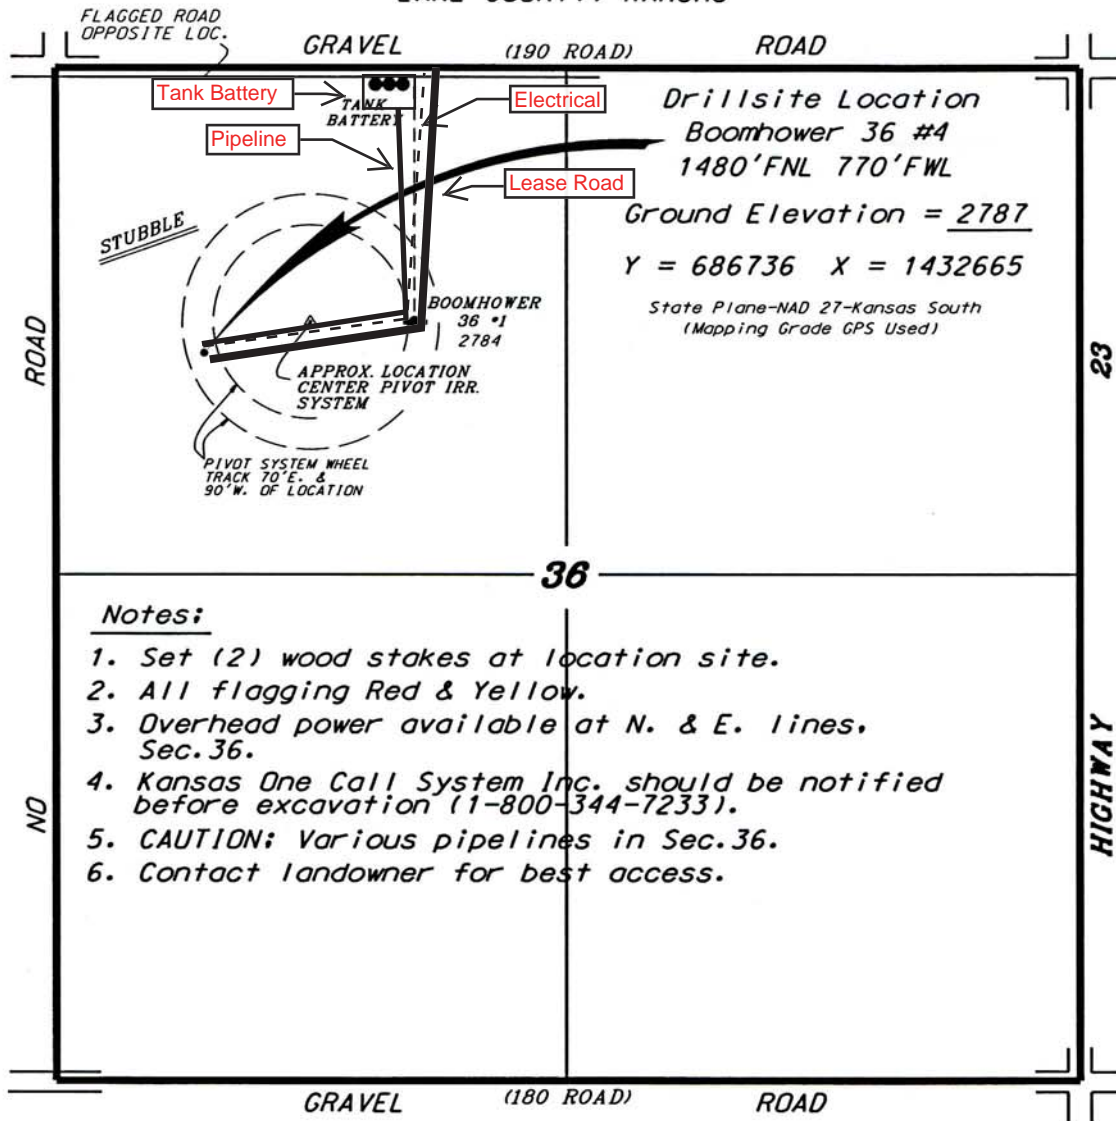 FLAGGED ROAD
OPPOSITE LOC.
GRAVEL (190 ROAD) ROAD
Tank Battery
TANK
BATTERY
Electrical
Pipeline
Lease Road
Drillsite Location
Boomhower 36 #4
1480'FNL 770'FWL
Ground Elevation = 2787
Y = 686736 X = 1432665
State Plane-NAD 27-Kansas South
(Mapping Grade GPS Used)
STUBBLE
BOOMHOWER
36 •1
2784
APPROX. LOCATION
CENTER PIVOT IRR.
SYSTEM
PIVOT SYSTEM WHEEL
TRACK 70'E. &
90'W. OF LOCATION
ROAD
23
36
Notes:
1. Set (2) wood stakes at location site.
2. All flagging Red & Yellow.
3. Overhead power available at N. & E. lines,
Sec.36.
4. Kansas One Call System Inc. should be notified
before excavation (1-800-344-7233).
5. CAUTION: Various pipelines in Sec.36.
6. Contact landowner for best access.
NO
HIGHWAY
GRAVEL (180 ROAD) ROAD